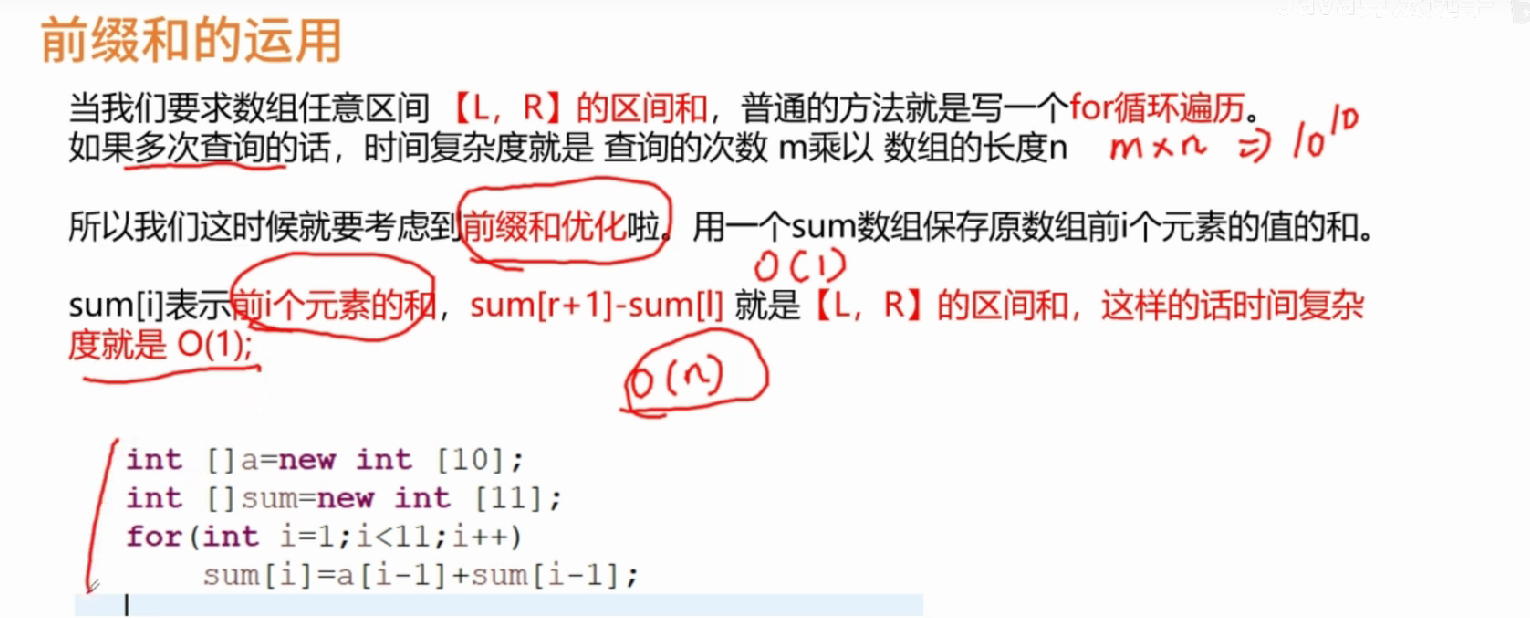 前缀和的运用
当我们要求数组任意区间【L，R】的区间和，普通的方法就是写一个for循环遍历。
如果多次查询的话，时间复杂度就是 查询的次数 m乘以 数组的长度n m×n ⇒ 10^10
所以我们这时候就要考虑到前缀和优化啦。用一个sum数组保存原数组前i个元素的值的和。
O(1)
sum[i]表示前i个元素的和，sum[r+1]-sum[l] 就是【L，R】的区间和，这样的话时间复杂
度就是 O(1);
O(n)
int []a=new int [10];
int []sum=new int [11];
for(int i=1;i<11;i++)
sum[i]=a[i-1]+sum[i-1];